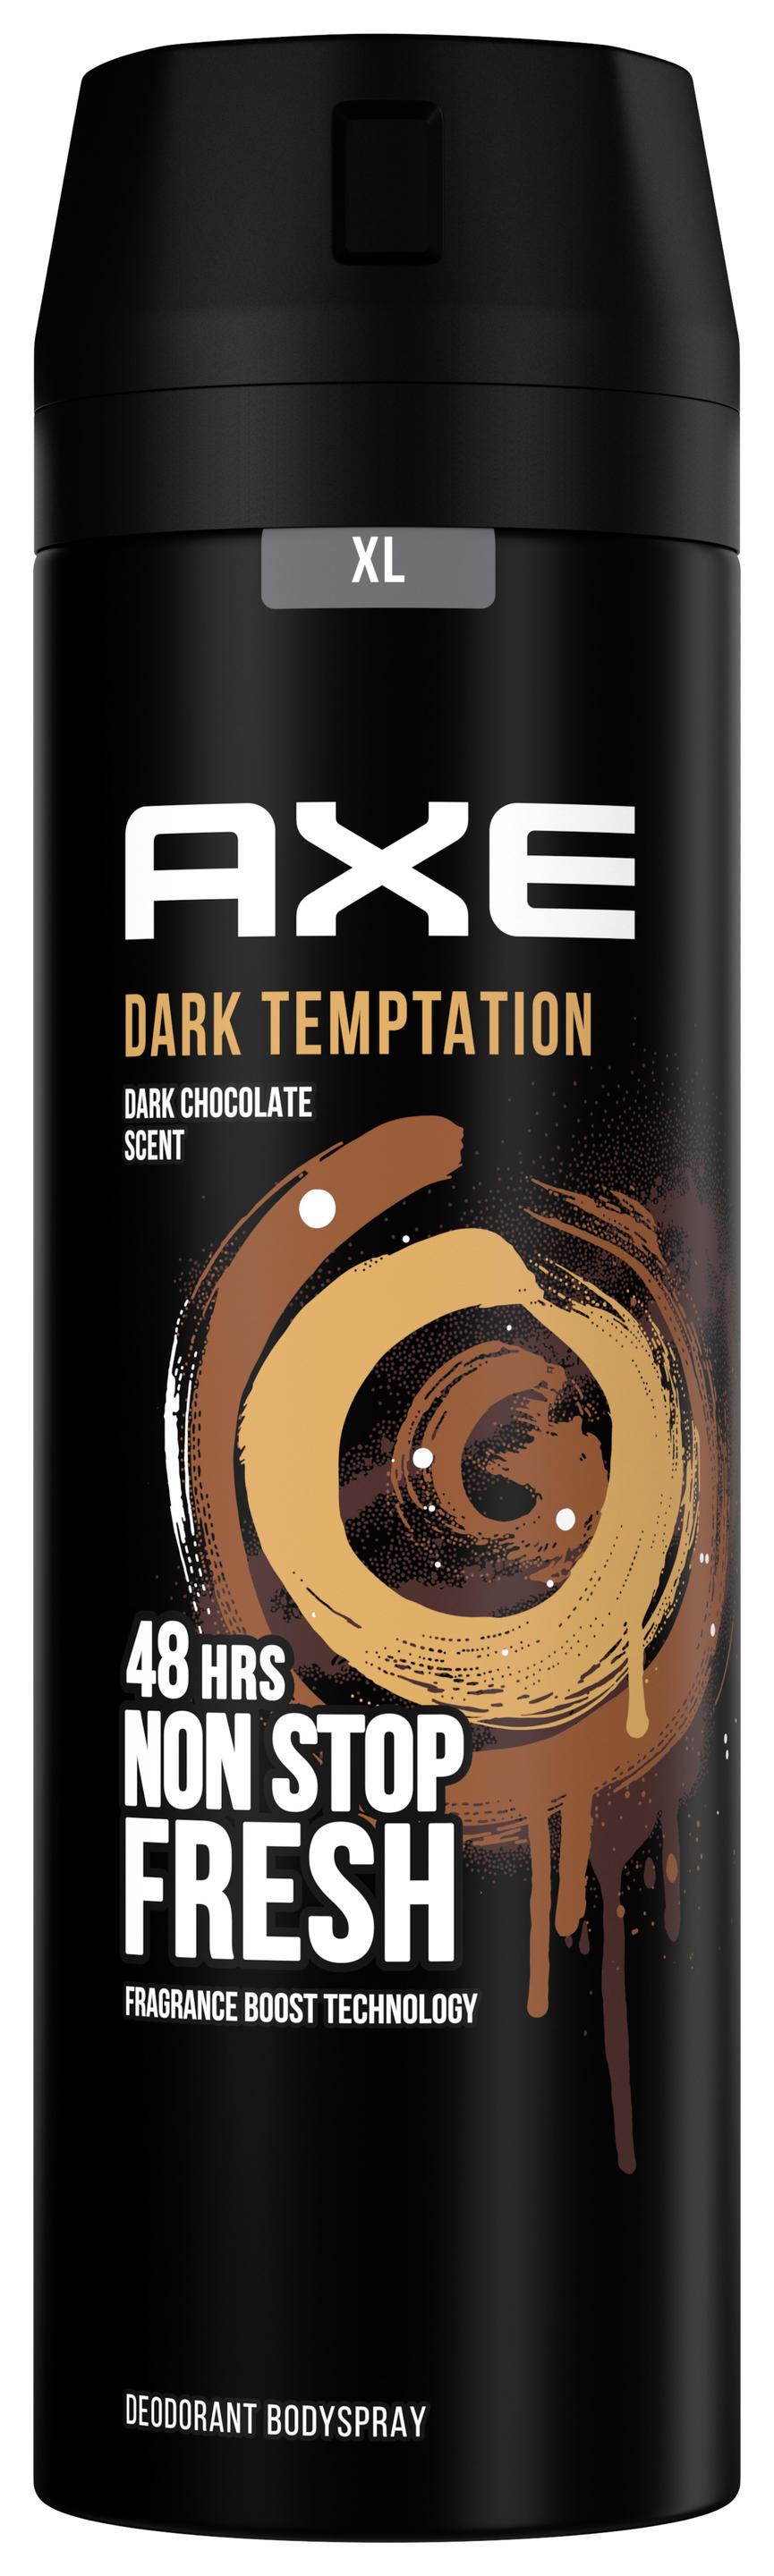 XL
AXE
DARK TEMPTATION
DARK CHOCOLATE
SCENT
48 HRS
NON STOP
FRESH
FRAGRANCE BOOST TECHNOLOGY
DEODORANT BODYSPRAY